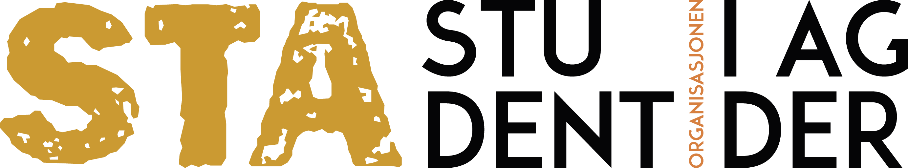 STA
STU
DENT
ORGANISASJONEN
I AG
DER